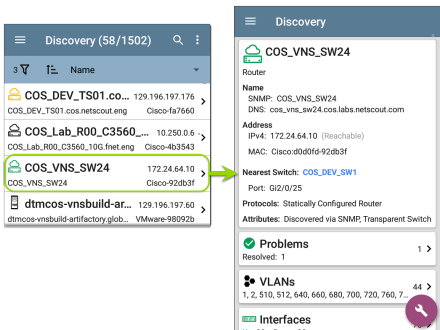 Discovery (58/1502)
3 Name
COS_DEV_TS01.co... 129.196.197.176
COS_DEV_TS01.cos.netscout.eng Cisco-fa7660
COS_Lab_R00_C3560_... 10.250.0.6
COS_Lab_R00_C3560_10G.fnet.eng Cisco-4b3543
COS_VNS_SW24 172.24.64.10
COS_VNS_SW24 Cisco-92db3f
dtmcos-vnsbuild-ar... 129.196.197.60
dtmcos-vnsbuild-artifactory.glob... VMware-98092b
Discovery
COS_VNS_SW24
Router
Name
SNMP: COS_VNS_SW24
DNS: cos_vns_sw24.cos.labs.netscout.com
Address
IPv4: 172.24.64.10 (Reachable)
MAC: Cisco:d0d0fd-92db3f
Nearest Switch: COS_DEV_SW1
Port: Gi2/0/25
Protocols: Statically Configured Router
Attributes: Discovered via SNMP, Transparent Switch
Problems 1
Resolved: 1
VLANs 44
1, 2, 510, 512, 640, 660, 680, 700, 720, 760, 7...
Interfaces